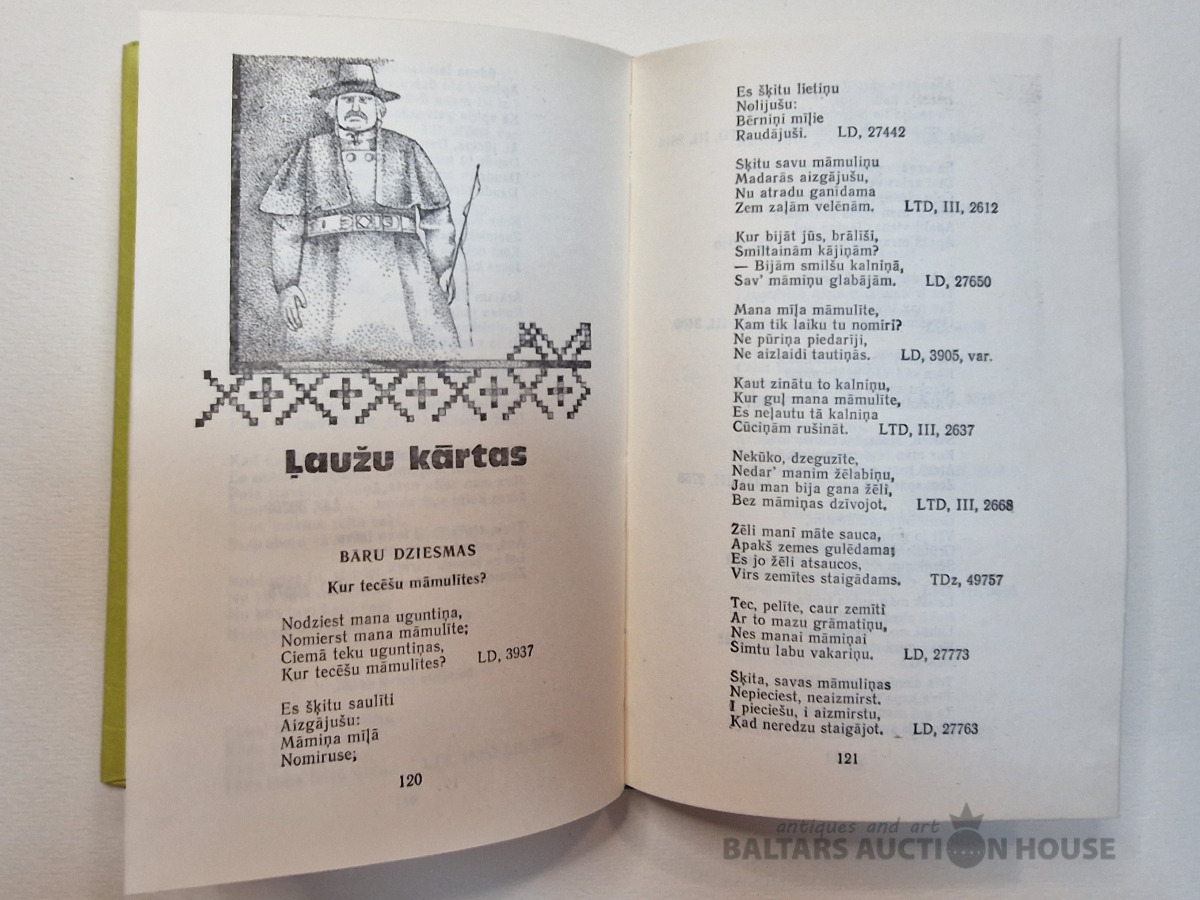 Ļaužu kārtas
BĀRU DZIESMAS
Kur tecēšu māmulītes?
Nodziest mana uguntiņa,
Nomierst mana māmulīte;
Ciemā teku uguntiņas,
Kur tecēšu māmulītes? LD, 3937
Es šķitu saulīti
Aizgājušu:
Māmiņa mīļā
Nomiruse;
120
Es šķitu lietiņu
Nolijušu:
Bērniņi mīļie
Raudājuši. LD, 27442
Šķitu savu māmuliņu
Madarās aizgājušu,
Nu atradu ganīdama
Zem zaļām velēnām. LTD, III, 2612
Kur bijāt jūs, brālīši,
Smiltainām kājiņām?
— Bijām smilšu kalniņā,
Sav' māmiņu glabājām. LD, 27650
Mana mīļa māmulīte,
Kam tik laiku tu nomiri?
Ne pūriņa piedarīji,
Ne aizlaidi tautiņās. LD, 3905, var.
Kaut zinātu to kalniņu,
Kur guļ mana māmulīte,
Es neļautu tā kalniņa
Cūciņām rušināt. LTD, III, 2637
Nekūko, dzeguzīte,
Nedar' manim žēlabiņu,
Jau man bija gana žēli,
Bez māmiņas dzīvojot. LTD, III, 2668
Žēli mani māte sauca,
Apakš zemes gulēdama;
Es jo žēli atsaucos,
Virs zemītes staigādams. TDz, 49757
Tec, pelīte, caur zemīti
Ar to mazu grāmatiņu,
Nes manai māmiņai
Simtu labu vakariņu. LD, 27773
Šķita, savas māmuliņas
Nepieciest, neaizmirst.
I pieciešu, i aizmirstu,
Kad neredzu staigājot. LD, 27763
121
antiques and art
BALTARS AUCTION HOUSE